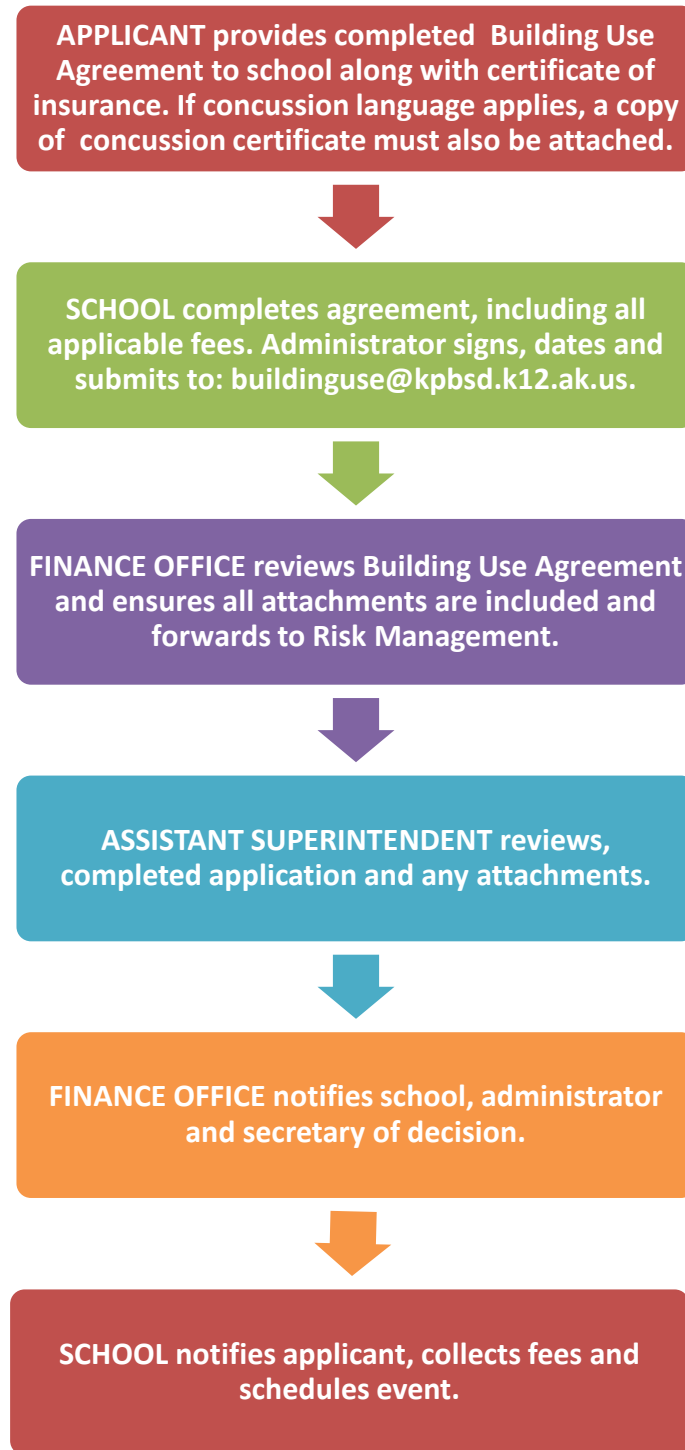 APPLICANT provides completed Building Use
Agreement to school along with certificate of
insurance. If concussion language applies, a copy
of concussion certificate must also be attached.
SCHOOL completes agreement, including all
applicable fees. Administrator signs, dates and
submits to: buildinguse@kpbsd.k12.ak.us.
FINANCE OFFICE reviews Building Use Agreement
and ensures all attachments are included and
forwards to Risk Management.
ASSISTANT SUPERINTENDENT reviews,
completed application and any attachments.
FINANCE OFFICE notifies school, administrator
and secretary of decision.
SCHOOL notifies applicant, collects fees and
schedules event.